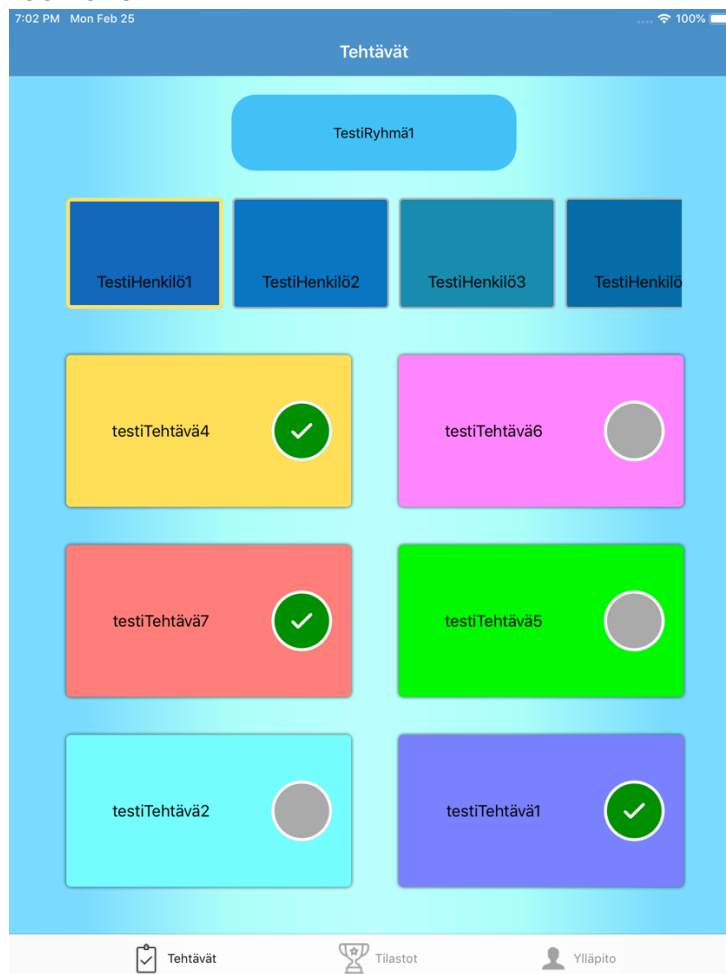 7:02 PM Mon Feb 25 100%
Tehtävät
TestiRyhmä1
TestiHenkilö1 TestiHenkilö2 TestiHenkilö3 TestiHenkilö
testiTehtävä4 testiTehtävä6
testiTehtävä7 testiTehtävä5
testiTehtävä2 testiTehtävä1
Tehtävät Tilastot Ylläpito